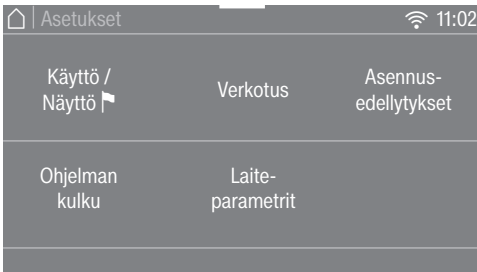 Asetukset 11:02
Käyttö /
Näyttö
Verkotus
Asennus-
edellytykset
Ohjelman
kulku
Laite-
parametrit